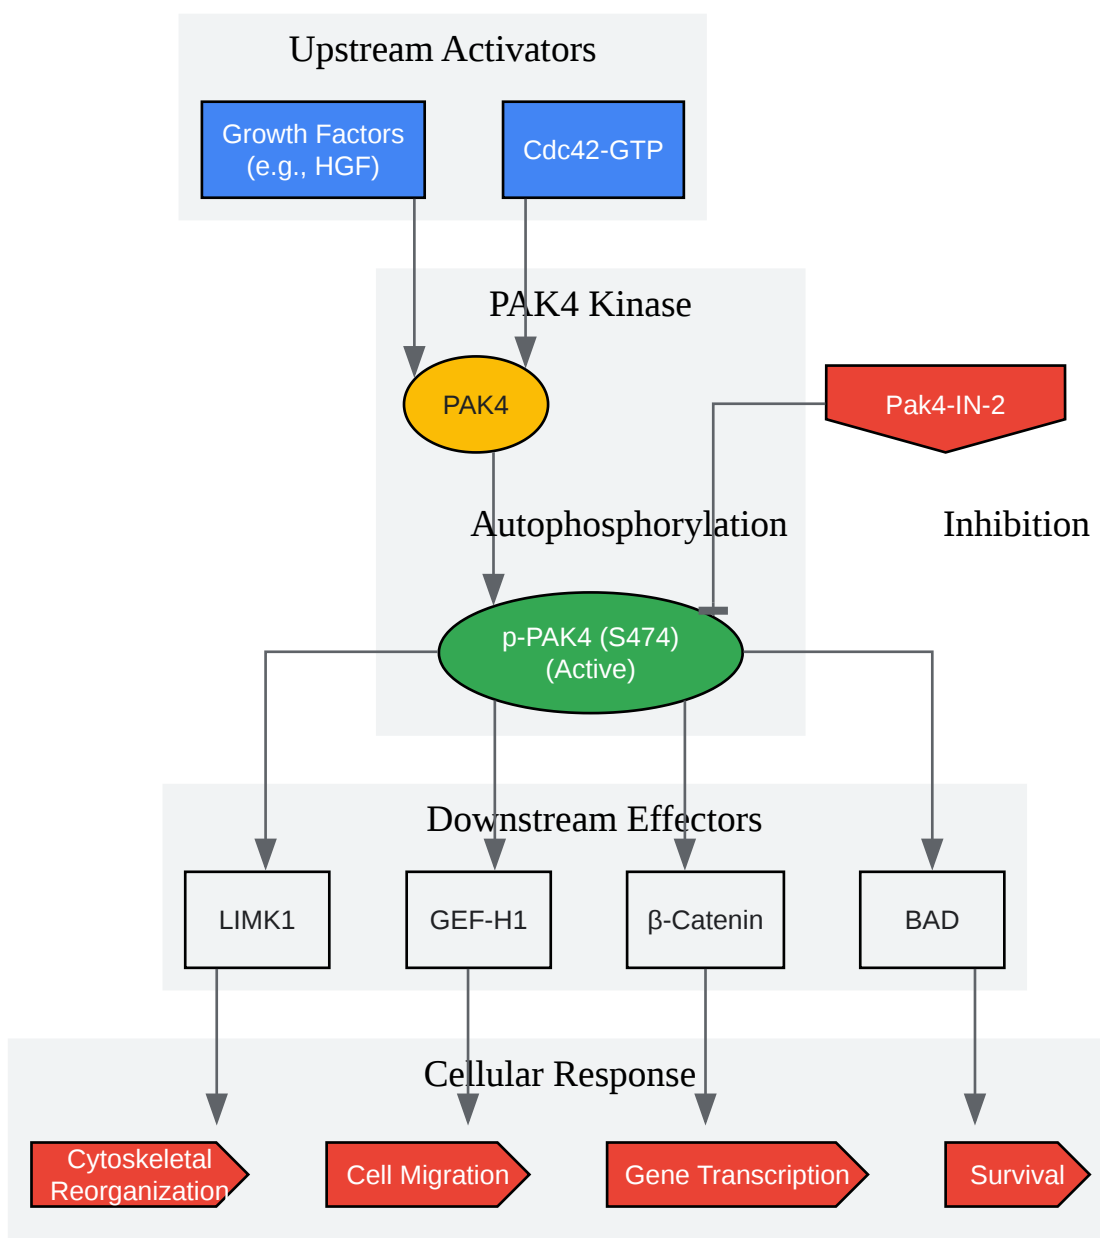 Upstream Activators
Growth Factors
(e.g., HGF)
Cdc42-GTP
PAK4 Kinase
PAK4
Pak4-IN-2
Autophosphorylation
Inhibition
p-PAK4 (S474)
(Active)
Downstream Effectors
LIMK1
GEF-H1
β-Catenin
BAD
Cellular Response
Cytoskeletal
Reorganization
Cell Migration
Gene Transcription
Survival